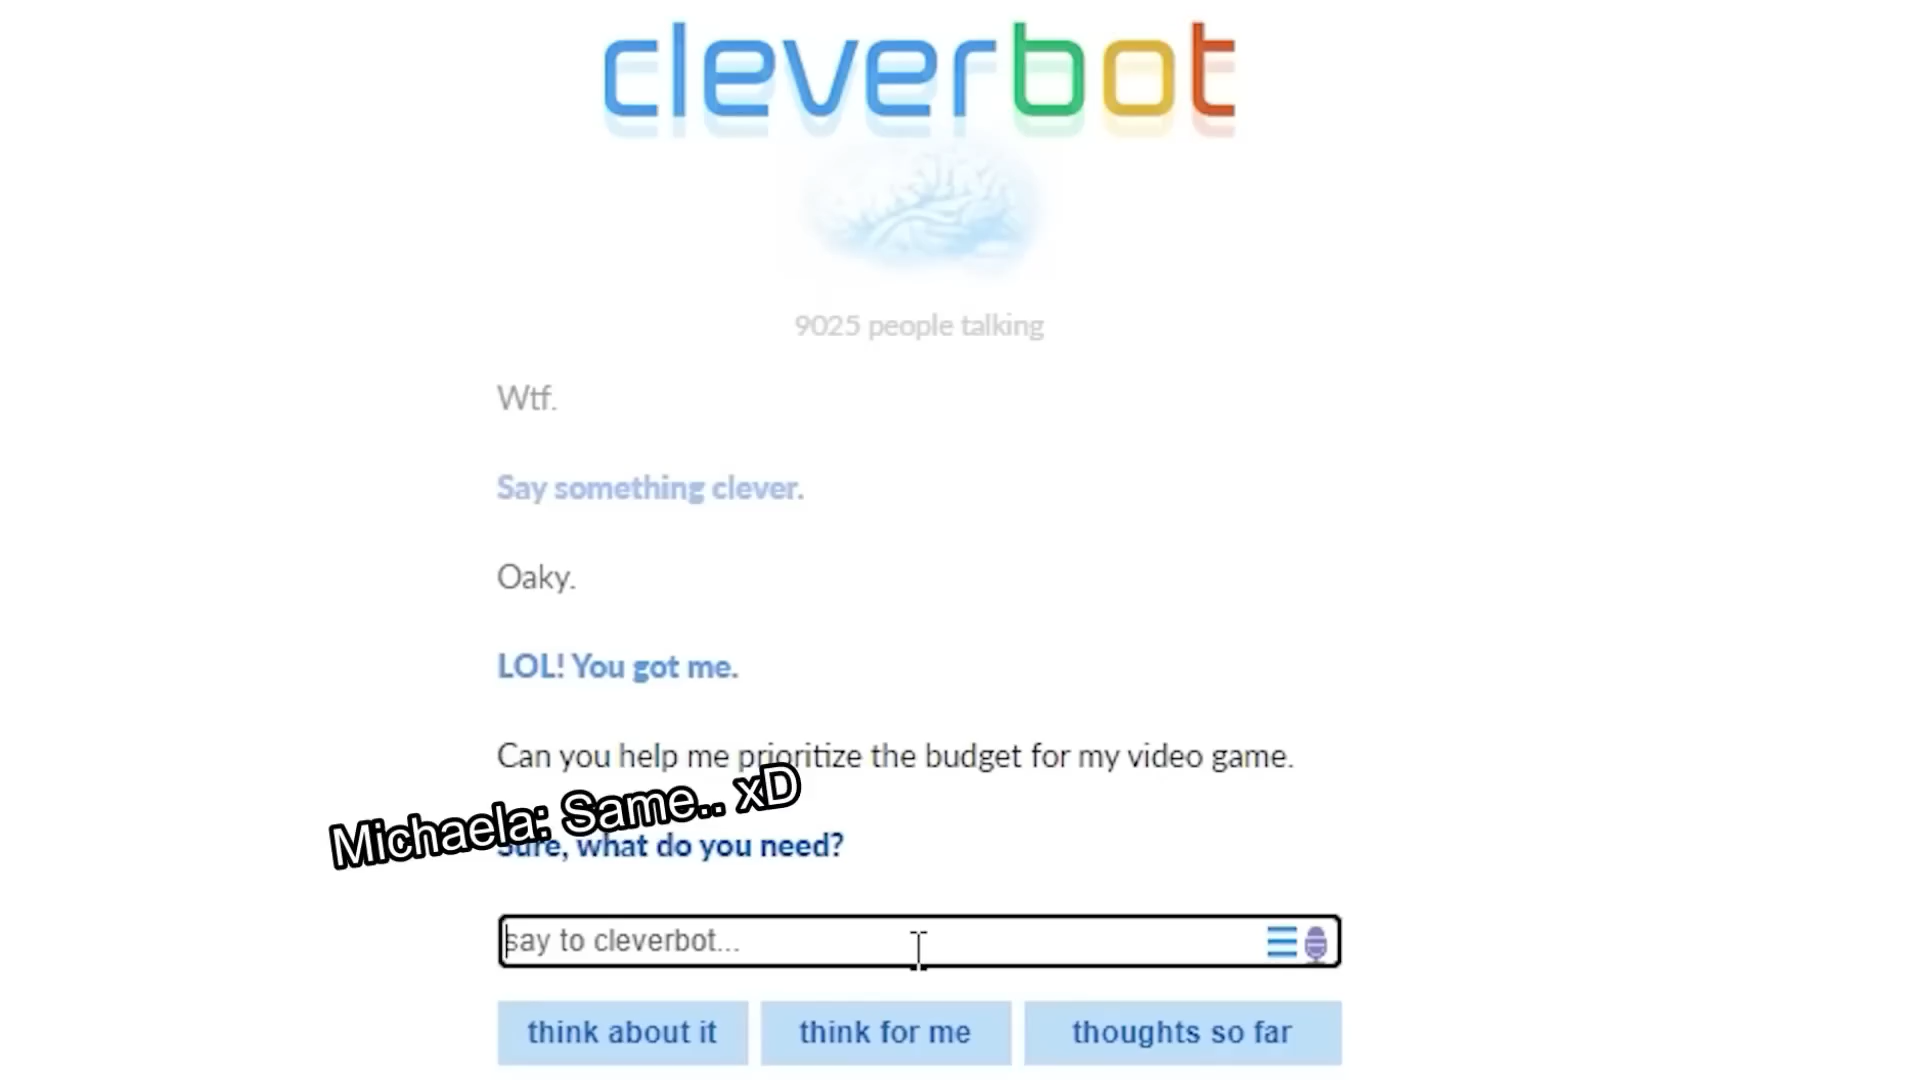 cleverbot
9025 people talking
Wtf.
Say something clever.
Oaky.
LOL! You got me.
Can you help me prioritize the budget for my video game.
Michaela: Same.. xD
Sure, what do you need?
say to cleverbot...
think about it
think for me
thoughts so far